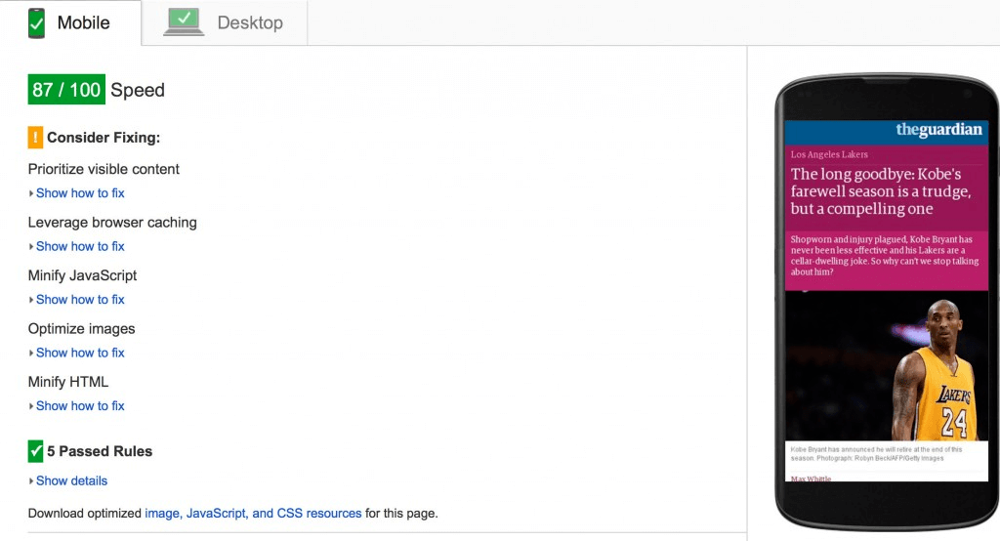 Mobile
Desktop
87 / 100 Speed
! Consider Fixing:
Prioritize visible content
Show how to fix
Leverage browser caching
Show how to fix
Minify JavaScript
Show how to fix
Optimize images
Show how to fix
Minify HTML
Show how to fix
5 Passed Rules
Show details
Download optimized image, JavaScript, and CSS resources for this page.
theguardian
Los Angeles Lakers
The long goodbye: Kobe's
farewell season is a trudge,
but a compelling one
Shopworn and injury plagued, Kobe Bryant has
never been less effective and his Lakers are a
cellar-dwelling joke. So why can't we stop talking
about him?
LAKERS
24
Kobe Bryant has announced he will retire at the end of this
season. Photograph: Robyn Beck/AFP/Getty Images
Max Whittle